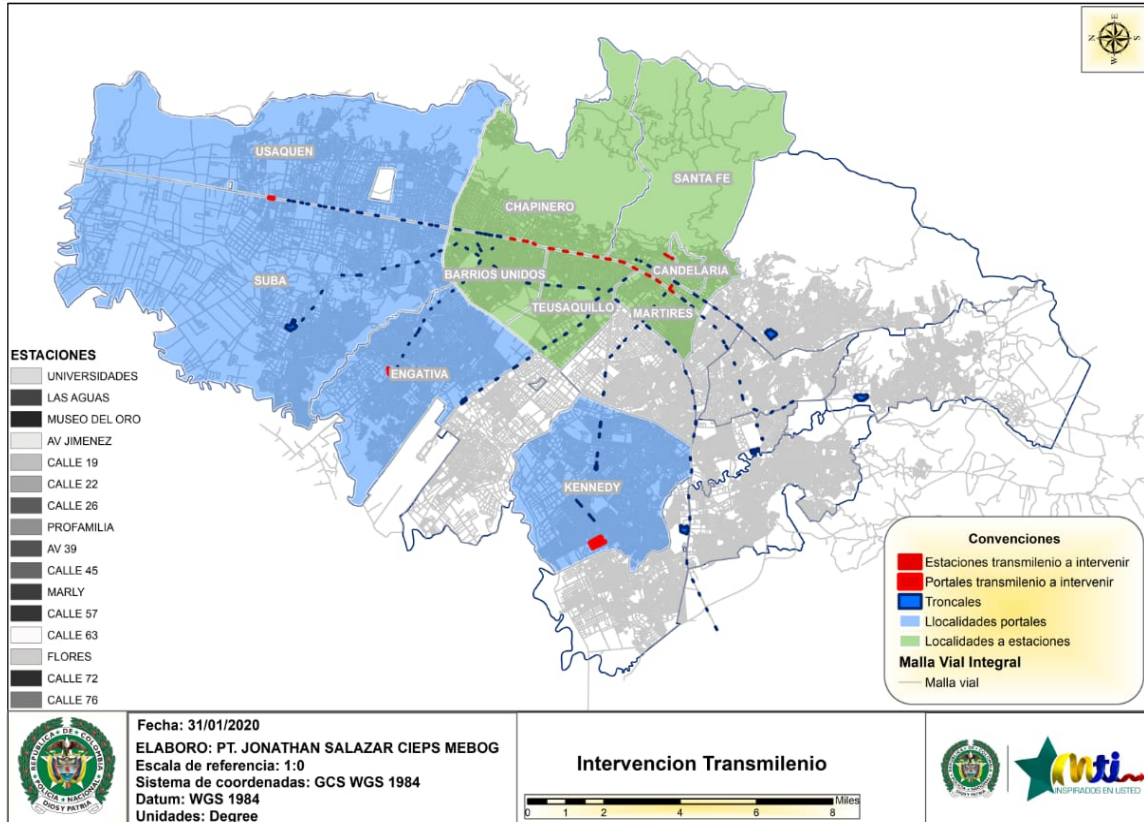 N
E
S
W
USAQUEN
SANTA FE
CHAPINERO
CANDELARIA
BARRIOS UNIDOS
SUBA
TEUSAQUILLO
MARTIRES
ENGATIVA
KENNEDY
ESTACIONES
UNIVERSIDADES
LAS AGUAS
MUSEO DEL ORO
AV JIMENEZ
CALLE 19
CALLE 22
CALLE 26
PROFAMILIA
AV 39
CALLE 45
MARLY
CALLE 57
CALLE 63
FLORES
CALLE 72
CALLE 76
Convenciones
Estaciones transmilenio a intervenir
Portales transmilenio a intervenir
Troncales
Llocalidades portales
Localidades a estaciones
Malla Vial Integral
Malla vial
REPUBLICA DE COLOMBIA
POLICIA NACIONAL
DIOS Y PATRIA
Fecha: 31/01/2020
ELABORO: PT. JONATHAN SALAZAR CIEPS MEBOG
Escala de referencia: 1:0
Sistema de coordenadas: GCS WGS 1984
Datum: WGS 1984
Unidades: Degree
Intervencion Transmilenio
Miles
0 1 2 4 6 8
INSPIRADOS EN USTED